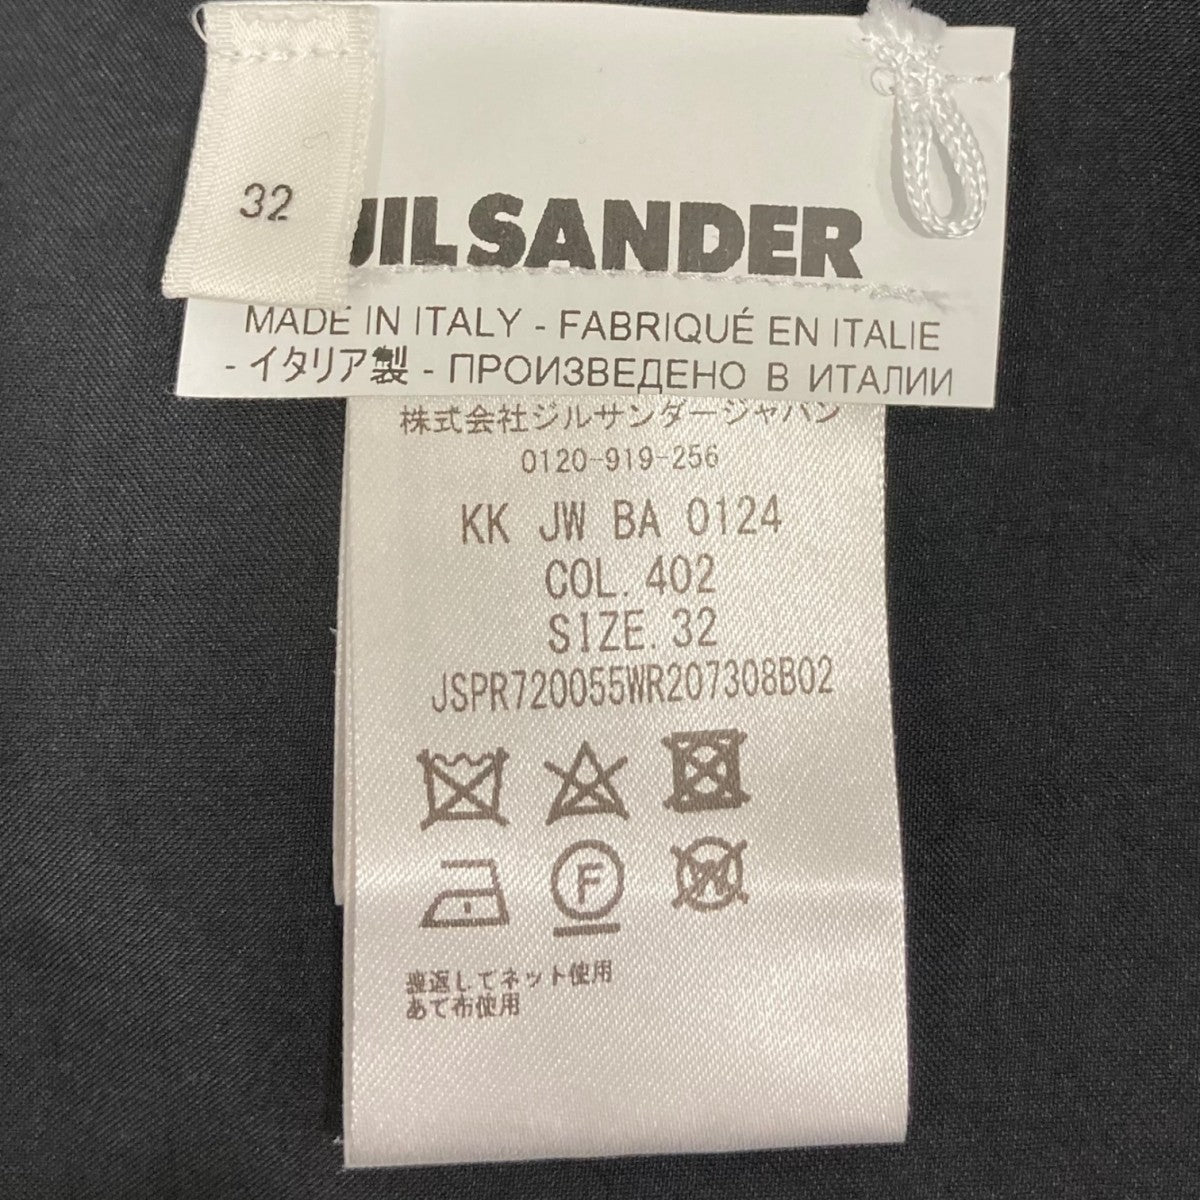 32
JIL SANDER
MADE IN ITALY - FABRIQUÉ EN ITALIE
- イタリア製 - ПРОИЗВЕДЕНО В ИТАЛИИ
株式会社ジルサンダージャパン
0120-919-256
KK JW BA 0124
COL. 402
SIZE. 32
JSPR720055WR207308B02
F
W
裏返してネット使用
あて布使用